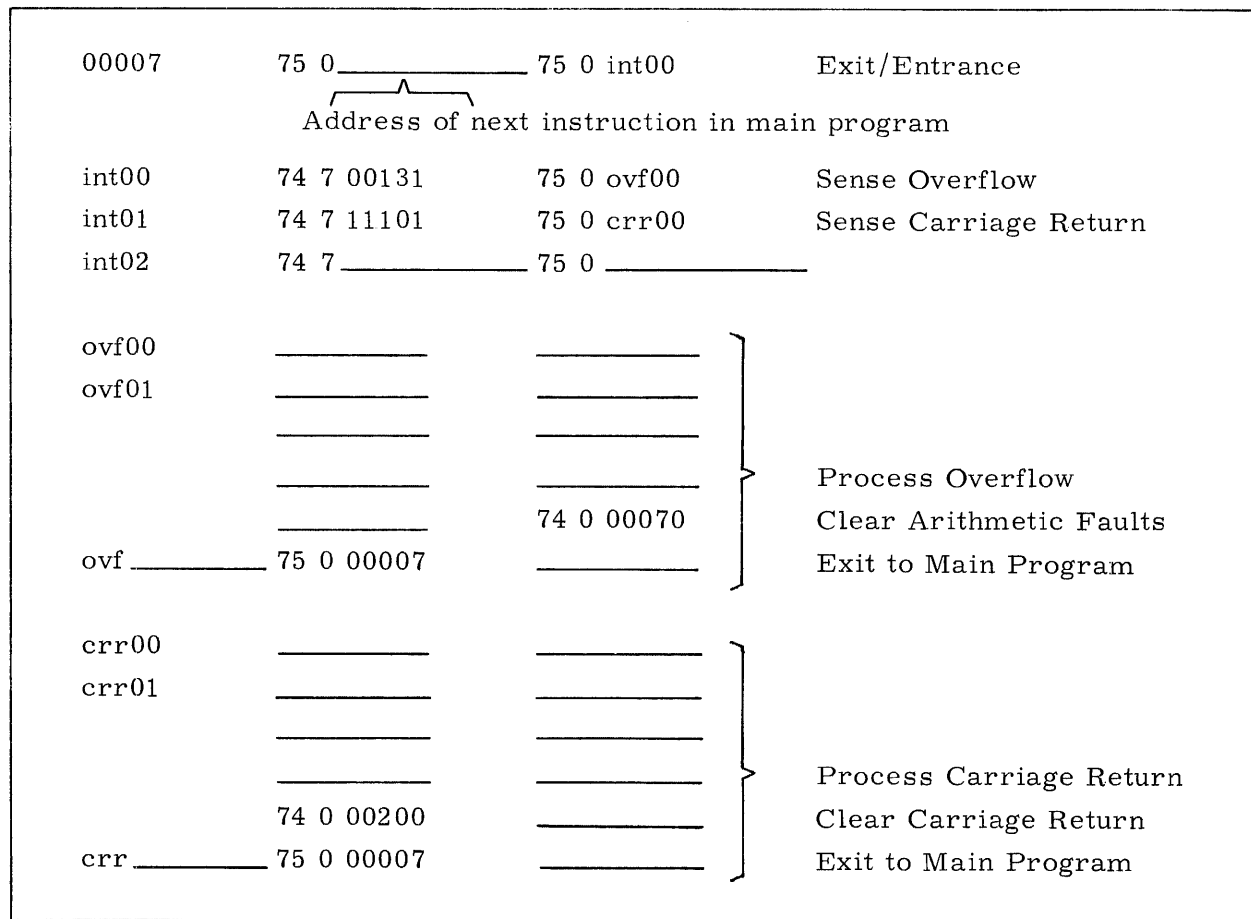 00007 75 0 75 0 int00 Exit/Entrance
Address of next instruction in main program
int00 74 7 00131 75 0 ovf00 Sense Overflow
int01 74 7 11101 75 0 crr00 Sense Carriage Return
int02 74 7 75 0
ovf00
ovf01
Process Overflow
74 0 00070 Clear Arithmetic Faults
ovf 75 0 00007 Exit to Main Program
crr00
crr01
Process Carriage Return
74 0 00200 Clear Carriage Return
crr 75 0 00007 Exit to Main Program